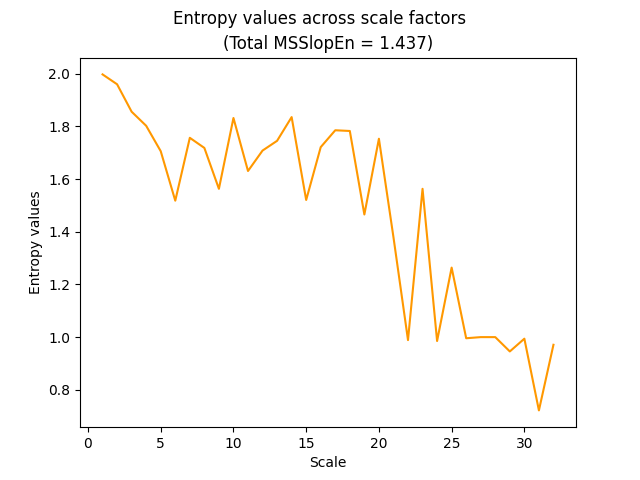 Entropy values across scale factors
(Total MSSlopEn = 1.437)
Entropy values
2.0
1.8
1.6
1.4
1.2
1.0
0.8
0 5 10 15 20 25 30
Scale